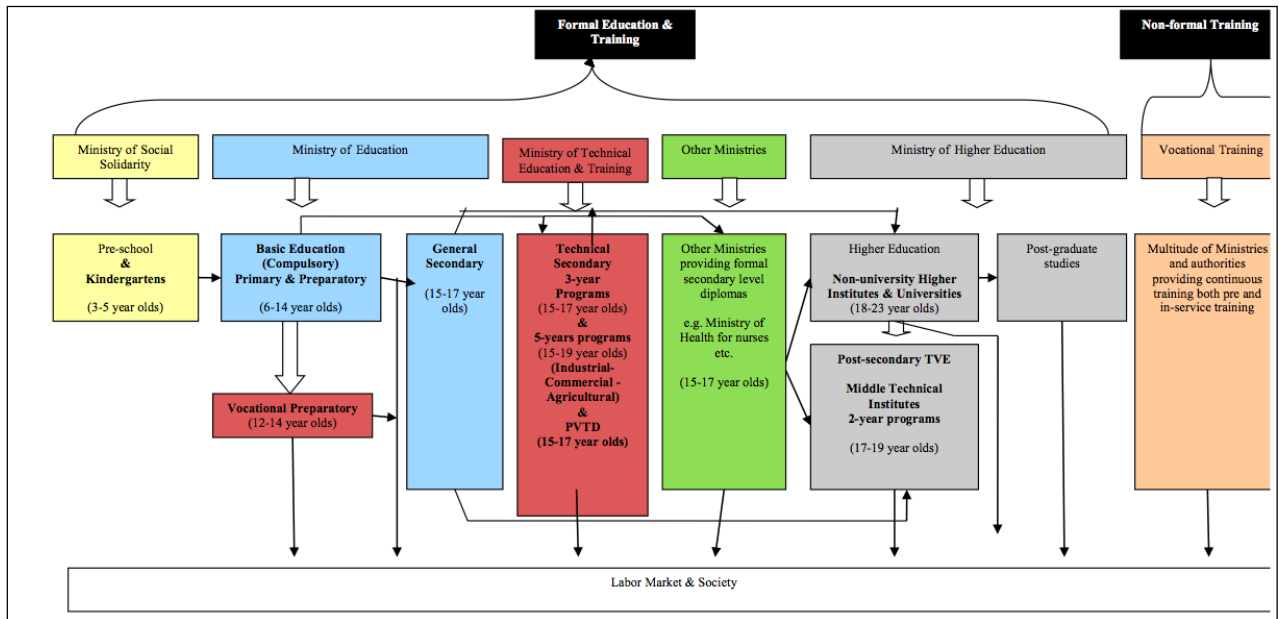 Formal Education &
Training
Non-formal Training
Ministry of Social
Solidarity
Ministry of Education
Ministry of Technical
Education & Training
Other Ministries
Ministry of Higher Education
Vocational Training
Pre-school
&
Kindergartens
(3-5 year olds)
Basic Education
(Compulsory)
Primary & Preparatory
(6-14 year olds)
General
Secondary
(15-17 year
olds)
Technical
Secondary
3-year
Programs
(15-17 year olds)
&
5-years programs
(15-19 year olds)
(Industrial-
Commercial -
Agricultural)
&
PVTD
(15-17 year olds)
Other Ministries
providing formal
secondary level
diplomas
e.g. Ministry of
Health for nurses
etc.
(15-17 year olds)
Higher Education
Non-university Higher
Institutes & Universities
(18-23 year olds)
Post-graduate
studies
Multitude of Ministries
and authorities
providing continuous
training both pre and
in-service training
Vocational Preparatory
(12-14 year olds)
Post-secondary TVE
Middle Technical
Institutes
2-year programs
(17-19 year olds)
Labor Market & Society